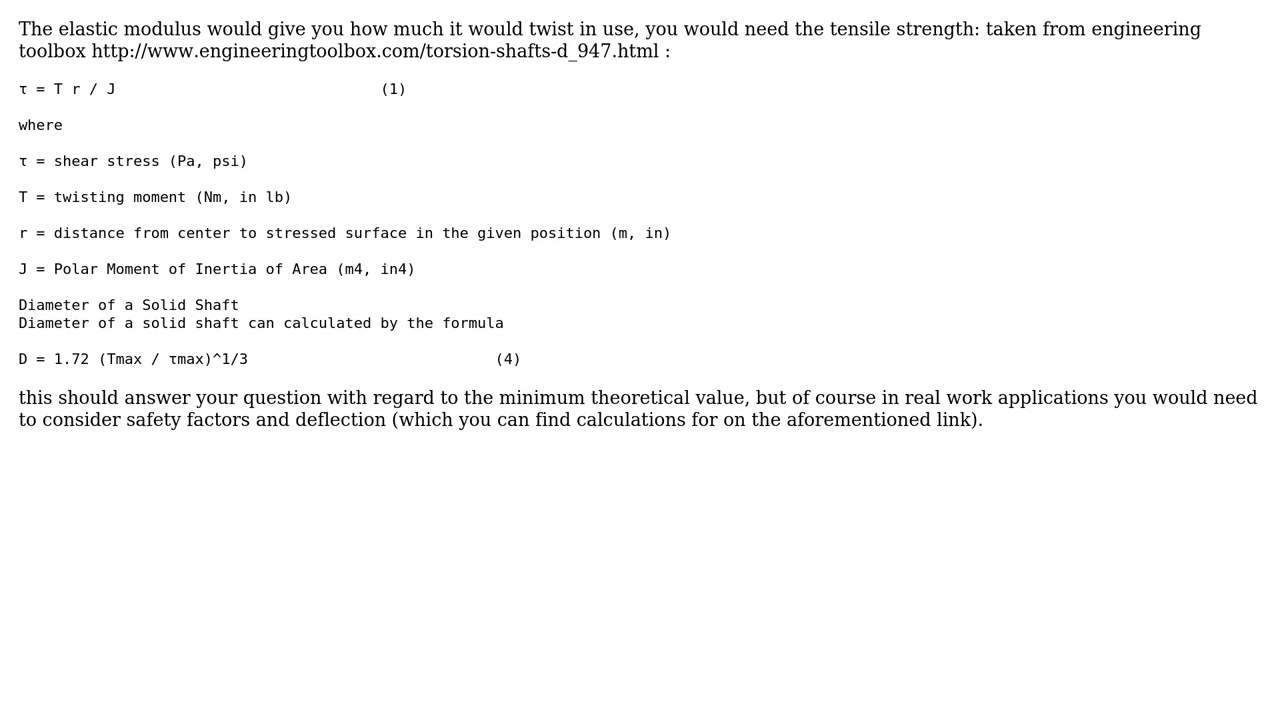 The elastic modulus would give you how much it would twist in use, you would need the tensile strength: taken from engineering
toolbox http://www.engineeringtoolbox.com/torsion-shafts-d_947.html :
τ = T r / J                              (1)
where
τ = shear stress (Pa, psi)
T = twisting moment (Nm, in lb)
r = distance from center to stressed surface in the given position (m, in)
J = Polar Moment of Inertia of Area (m4, in4)
Diameter of a Solid Shaft
Diameter of a solid shaft can calculated by the formula
D = 1.72 (Tmax / τmax)^1/3                            (4)
this should answer your question with regard to the minimum theoretical value, but of course in real work applications you would need
to consider safety factors and deflection (which you can find calculations for on the aforementioned link).